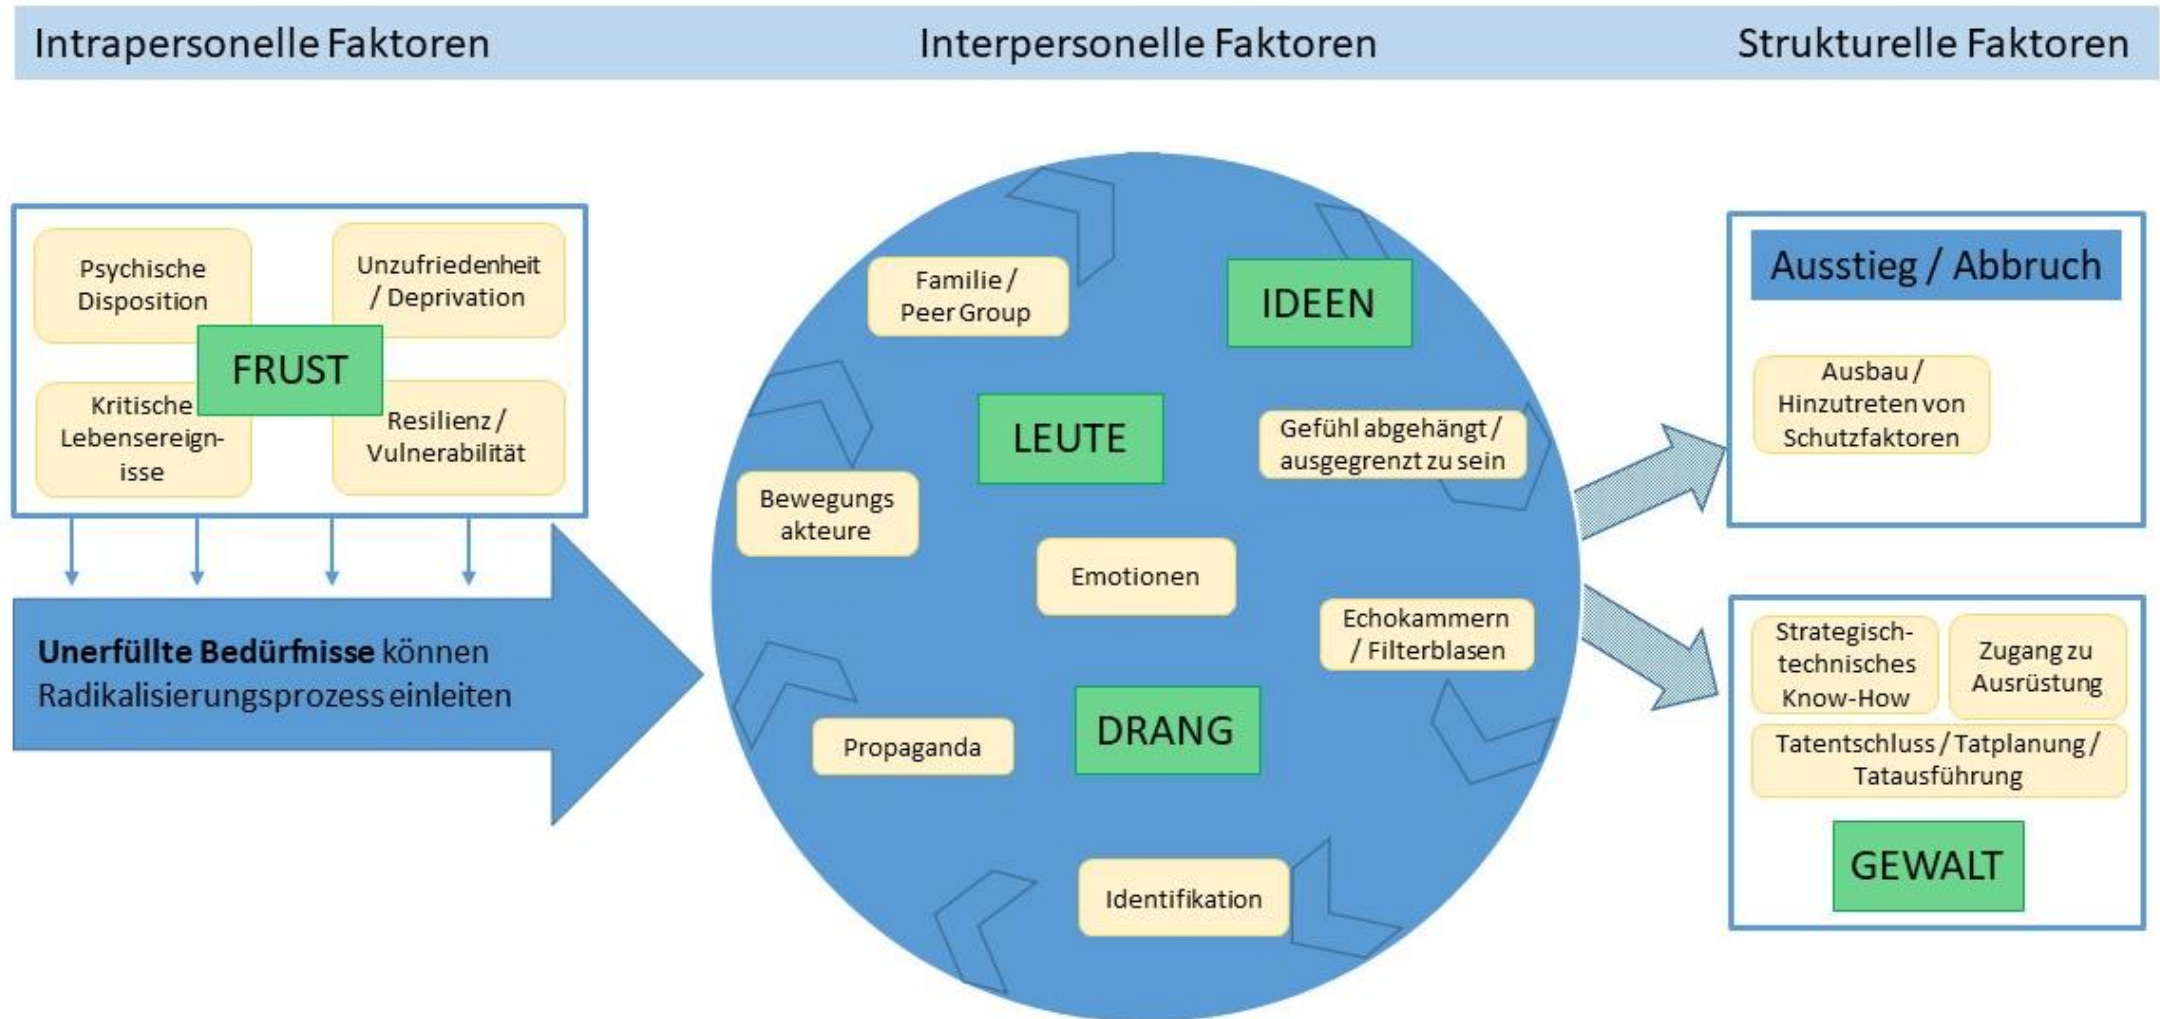 Intrapersonelle Faktoren
Interpersonelle Faktoren
Strukturelle Faktoren
Psychische
Disposition
Unzufriedenheit
/ Deprivation
FRUST
Kritische
Lebensereign-
isse
Resilienz /
Vulnerabilität
Unerfüllte Bedürfnisse können
Radikalisierungsprozess einleiten
Familie /
Peer Group
IDEEN
LEUTE
Gefühl abgehängt /
ausgegrenzt zu sein
Bewegungs
akteure
Emotionen
Echokammern
/ Filterblasen
DRANG
Propaganda
Identifikation
Ausstieg / Abbruch
Ausbau /
Hinzutreten von
Schutzfaktoren
Strategisch-
technisches
Know-How
Zugang zu
Ausrüstung
Tatentschluss / Tatplanung /
Tatausführung
GEWALT